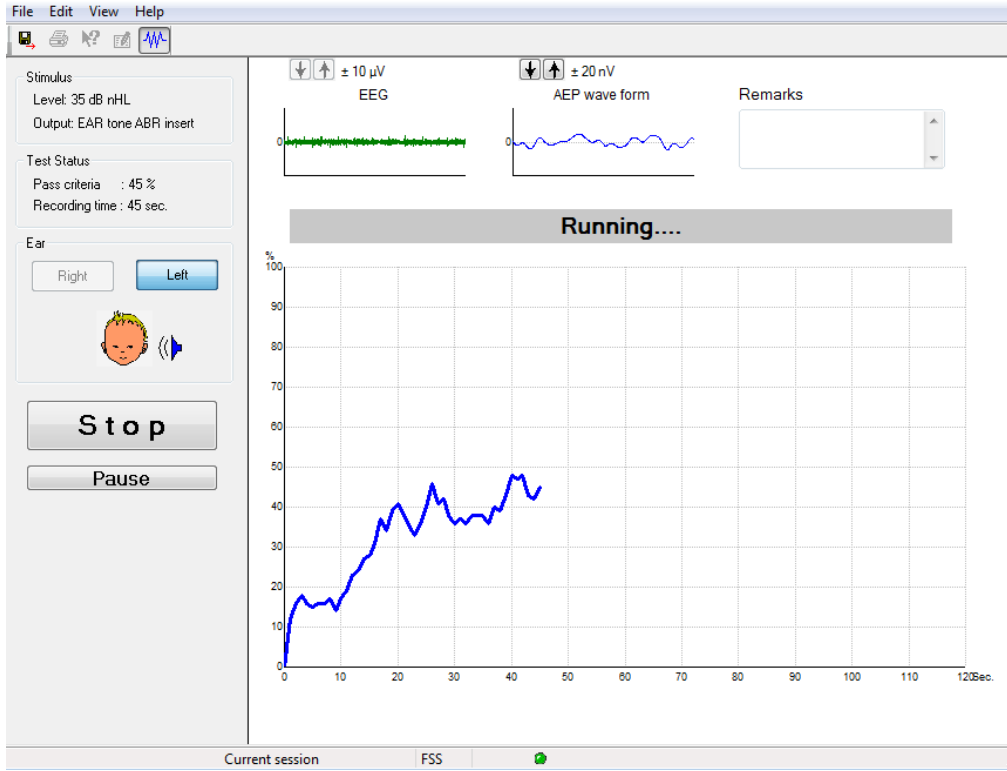 File Edit View Help
Stimulus
Level: 35 dB nHL
Output: EAR tone ABR insert
Test Status
Pass criteria : 45 %
Recording time : 45 sec.
Ear
Right Left
Stop
Pause
± 10 µV
EEG
0
± 20 nV
AEP wave form
0
Remarks
Running....
%
100
90
80
70
60
50
40
30
20
10
0
0 10 20 30 40 50 60 70 80 90 100 110 120Sec.
Current session FSS